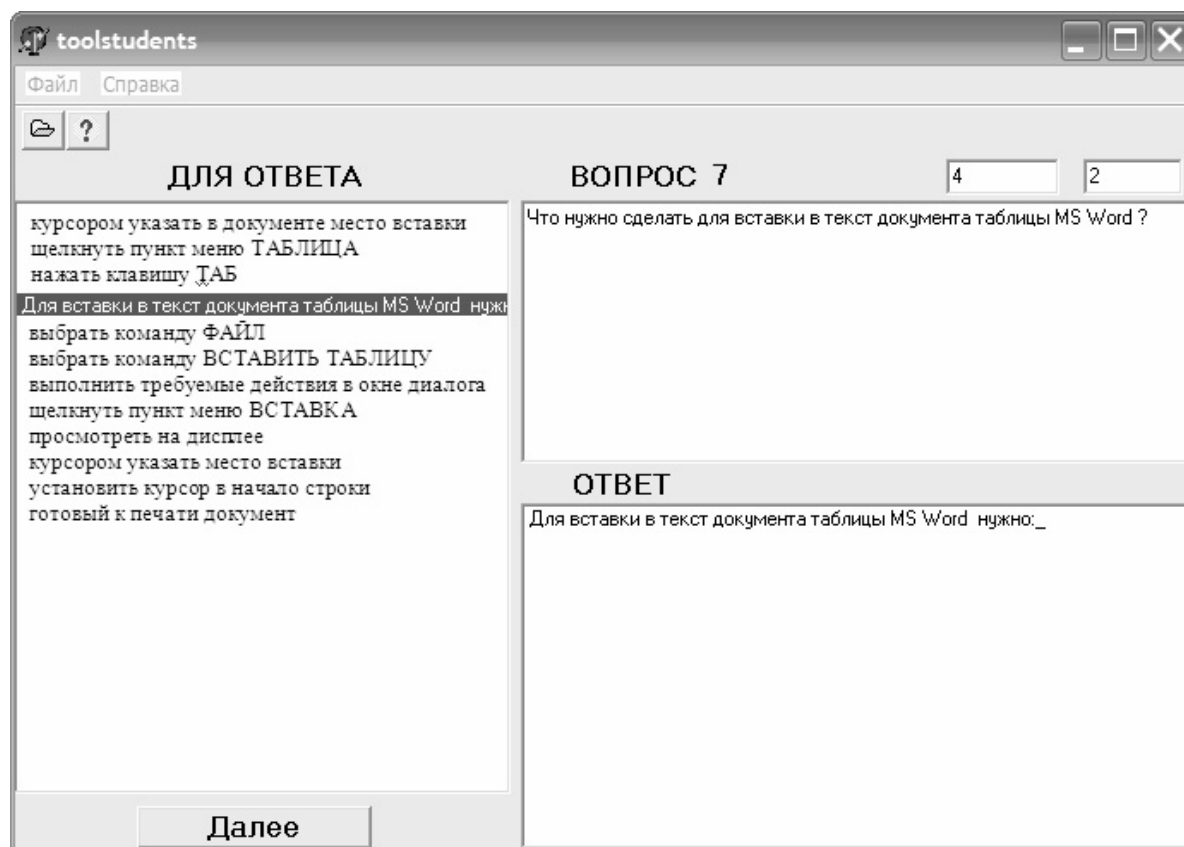 toolstudents
Файл Справка
?
ДЛЯ ОТВЕТА
ВОПРОС 7
4
2
курсором указать в документе место вставки
щелкнуть пункт меню ТАБЛИЦА
нажать клавишу ТАБ
Для вставки в текст документа таблицы MS Word нужн
выбрать команду ФАЙЛ
выбрать команду ВСТАВИТЬ ТАБЛИЦУ
выполнить требуемые действия в окне диалога
щелкнуть пункт меню ВСТАВКА
просмотреть на дисплее
курсором указать место вставки
установить курсор в начало строки
готовый к печати документ
Что нужно сделать для вставки в текст документа таблицы MS Word ?
ОТВЕТ
Для вставки в текст документа таблицы MS Word нужно:_
Далее